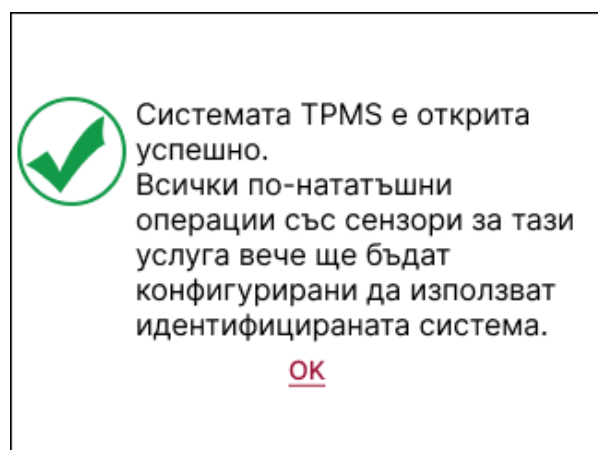 Системата TPMS е открита
успешно.
Всички по-нататъшни
операции със сензори за тази
услуга вече ще бъдат
конфигурирани да използват
идентифицираната система.
OK